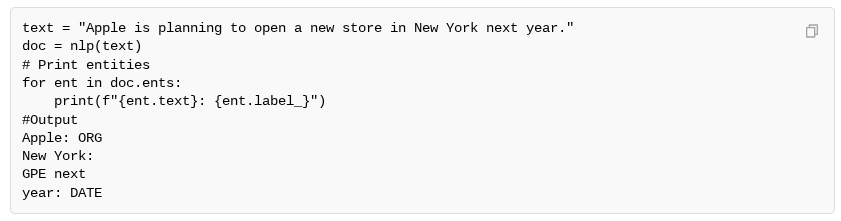 text = "Apple is planning to open a new store in New York next year."
doc = nlp(text)
# Print entities
for ent in doc.ents:
    print(f"{ent.text}: {ent.label_}")
#Output
Apple: ORG
New York:
GPE next
year: DATE